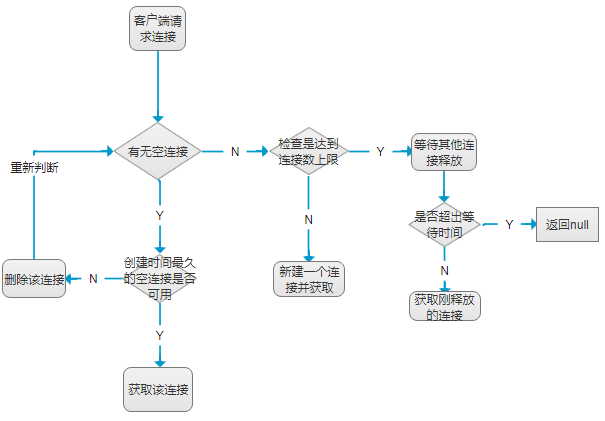 客户端请
求连接
有无空连接
N
检查是达到
连接数上限
Y
等待其他连
接释放
重新判断
Y
N
是否超出等
待时间
Y
返回null
创建时间最久
的空连接是否
可用
N
删除该连接
新建一个连
接并获取
N
获取刚释放
的连接
Y
获取该连接